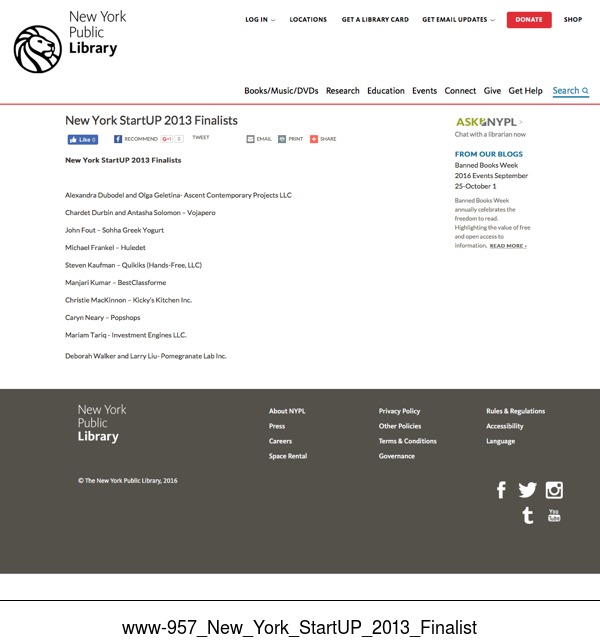 New York
Public
Library
LOG IN
LOCATIONS
GET A LIBRARY CARD
GET EMAIL UPDATES
DONATE
SHOP
Books/Music/DVDs Research Education Events Connect Give Get Help Search
New York StartUP 2013 Finalists
Like 0
RECOMMEND
G+1 0
TWEET
EMAIL
PRINT
SHARE
New York StartUP 2013 Finalists
Alexandra Dubodel and Olga Geletina- Ascent Contemporary Projects LLC
Chardet Durbin and Antasha Solomon – Vojapero
John Fout – Sohha Greek Yogurt
Michael Frankel – Huledet
Steven Kaufman – Quikiks (Hands-Free, LLC)
Manjari Kumar – BestClassforme
Christie MacKinnon – Kicky's Kitchen Inc.
Caryn Neary – Popshops
Mariam Tariq - Investment Engines LLC.
Deborah Walker and Larry Liu- Pomegranate Lab Inc.
ASK NYPL >
Chat with a librarian now
FROM OUR BLOGS
Banned Books Week
2016 Events September
25-October 1
Banned Books Week
annually celebrates the
freedom to read.
Highlighting the value of free
and open access to
information. READ MORE ›
New York
Public
Library
© The New York Public Library, 2016
About NYPL
Press
Careers
Space Rental
Privacy Policy
Other Policies
Terms & Conditions
Governance
Rules & Regulations
Accessibility
Language
You
Tube
www-957_New_York_StartUP_2013_Finalist